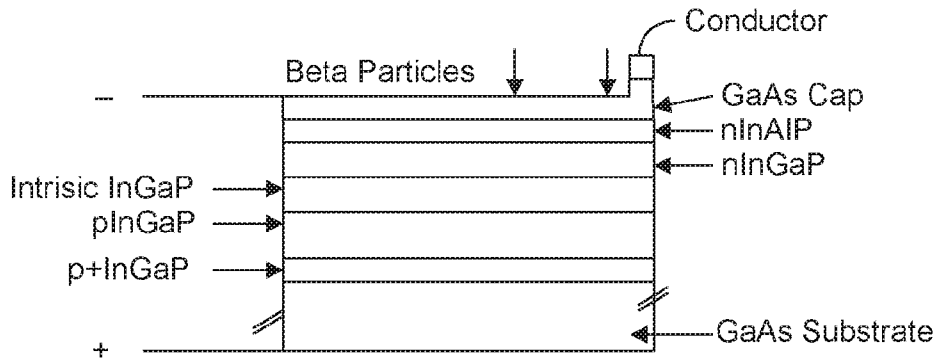 Conductor
Beta Particles
−
GaAs Cap
nInAlP
nInGaP
Intrisic InGaP
pInGaP
p+InGaP
GaAs Substrate
+